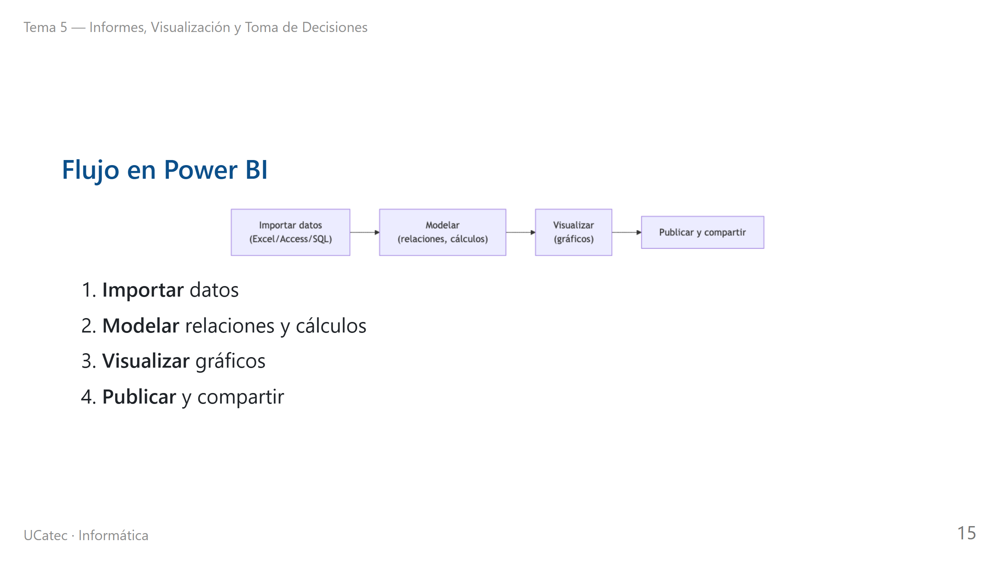 Tema 5 — Informes, Visualización y Toma de Decisiones
Flujo en Power BI
Importar datos
(Excel/Access/SQL)
Modelar
(relaciones, cálculos)
Visualizar
(gráficos)
Publicar y compartir
1. Importar datos
2. Modelar relaciones y cálculos
3. Visualizar gráficos
4. Publicar y compartir
UCatec · Informática
15